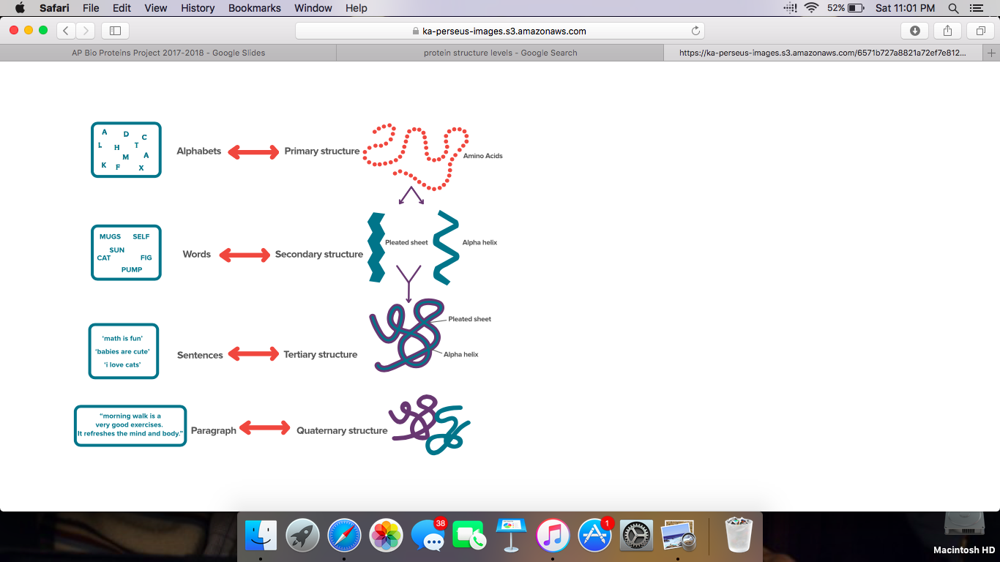 Safari File Edit View History Bookmarks Window Help 52% Sat 11:01 PM
ka-perseus-images.s3.amazonaws.com
AP Bio Proteins Project 2017-2018 - Google Slides
protein structure levels - Google Search
https://ka-perseus-images.s3.amazonaws.com/6571b727a8821a72ef7e812...
A D C
L H T
M A
K F X
Alphabets
Primary structure
Amino Acids
MUGS SELF
SUN
CAT FIG
PUMP
Words
Secondary structure
Pleated sheet
Alpha helix
'math is fun'
'babies are cute'
'i love cats'
Sentences
Tertiary structure
Pleated sheet
Alpha helix
"morning walk is a
very good exercises.
It refreshes the mind and body."
Paragraph
Quaternary structure
38
1
Macintosh HD